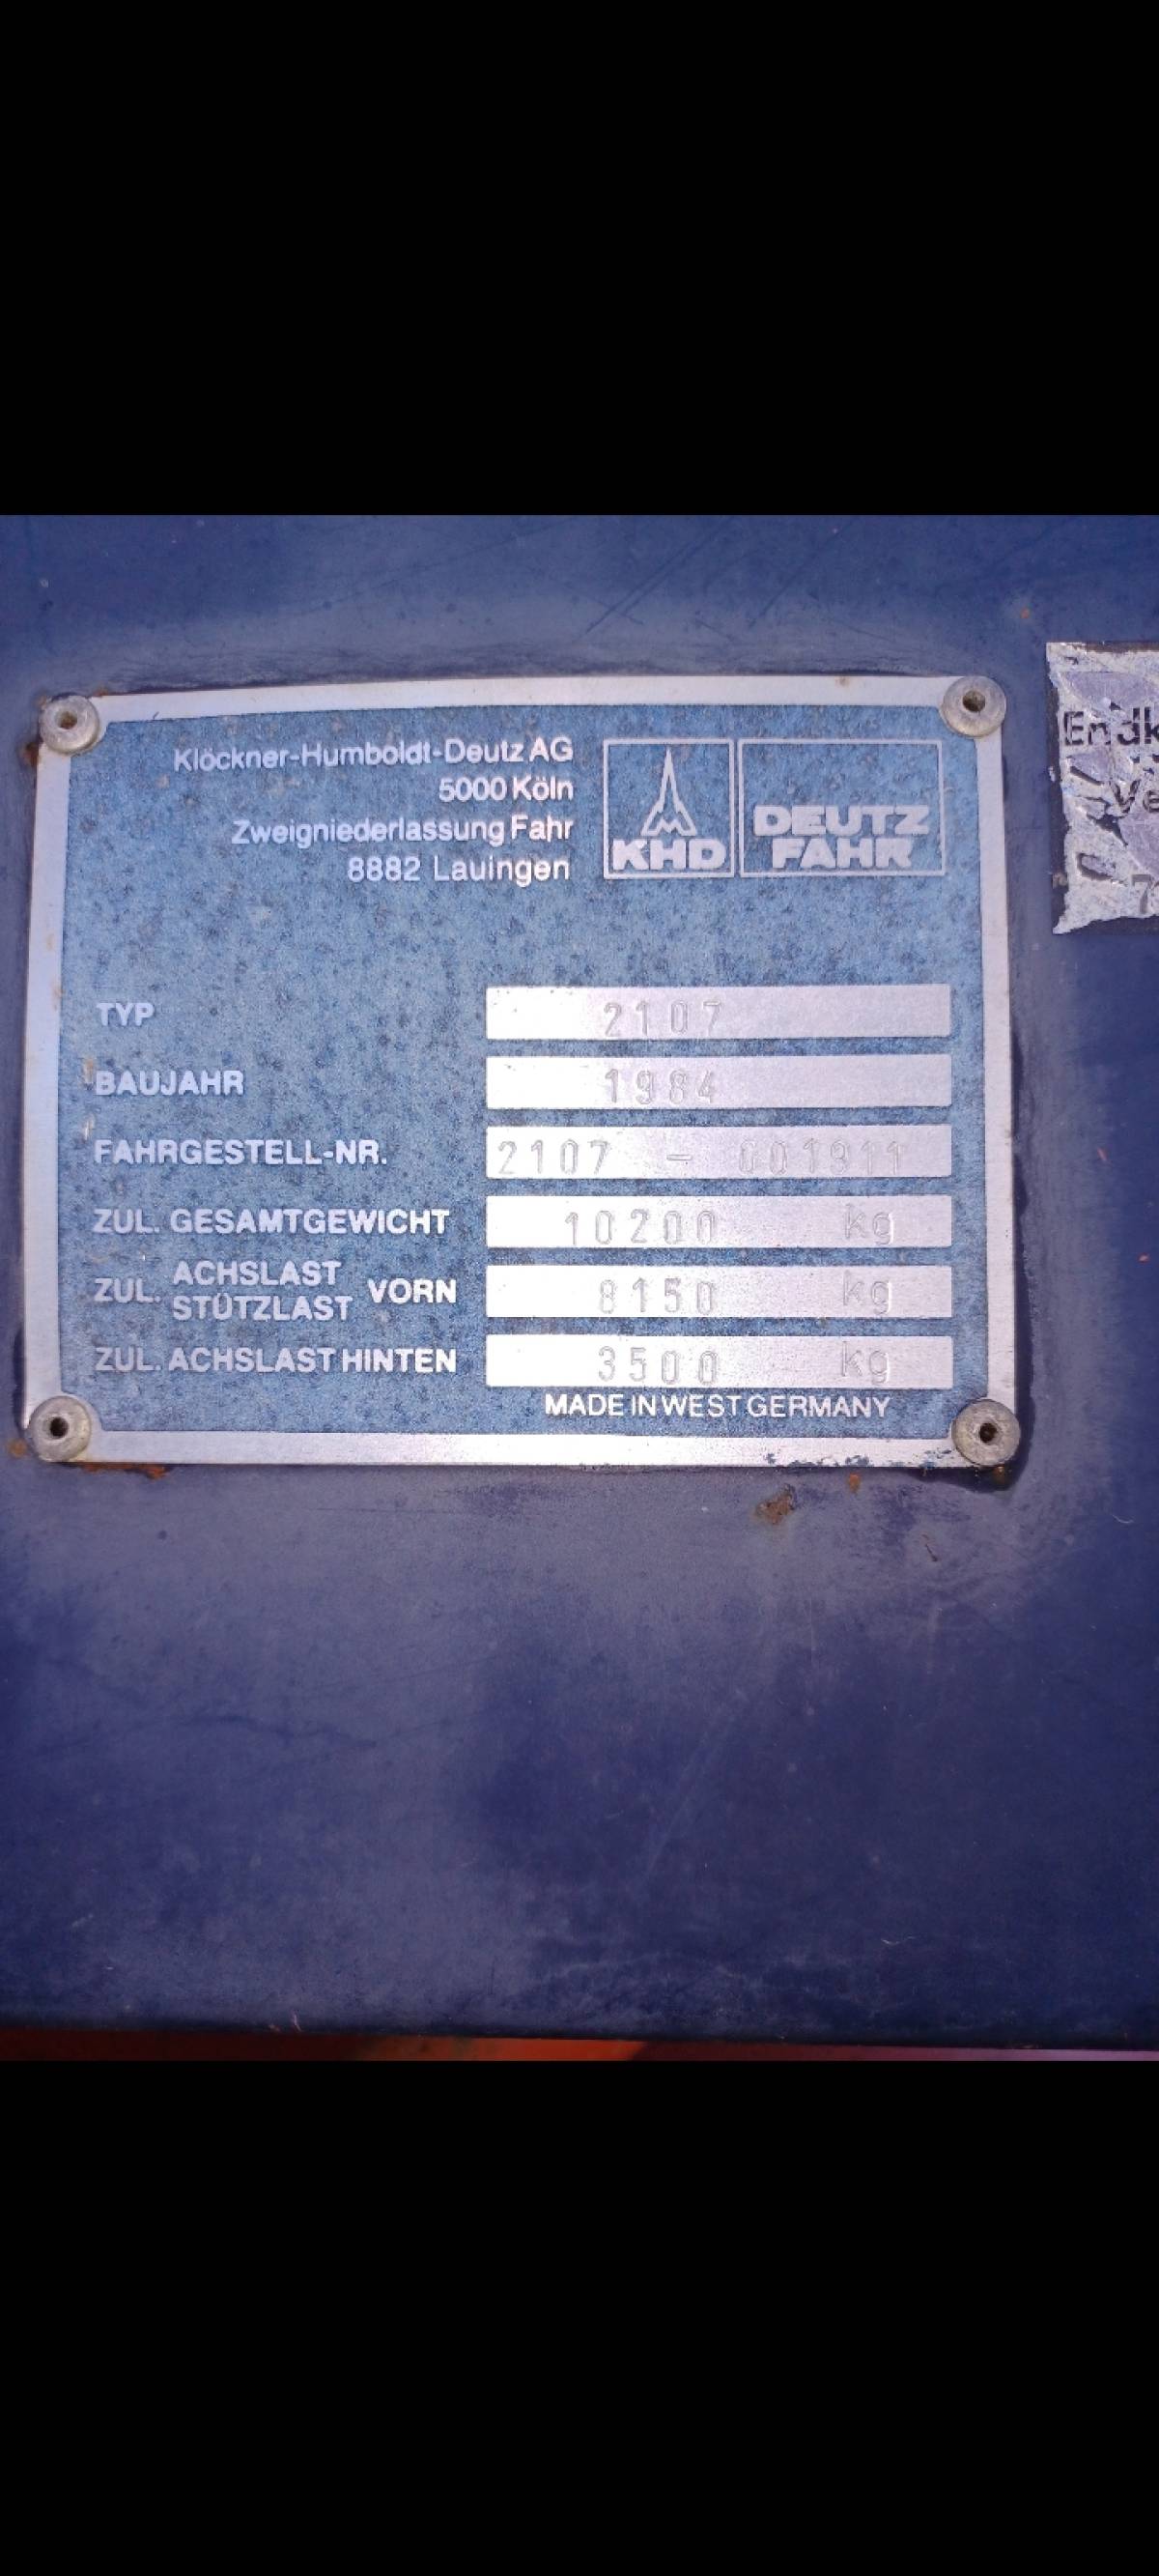 Klöckner-Humboldt-Deutz AG
5000 Köln
Zweigniederlassung Fahr
8882 Lauingen
KHD
DEUTZ
FAHR
TYP 2107
BAUJAHR 1984
FAHRGESTELL-NR. 2107 - 001911
ZUL. GESAMTGEWICHT 10200 kg
ZUL. ACHSLAST STÜTZLAST VORN 8150 kg
ZUL. ACHSLAST HINTEN 3500 kg
MADE IN WEST GERMANY